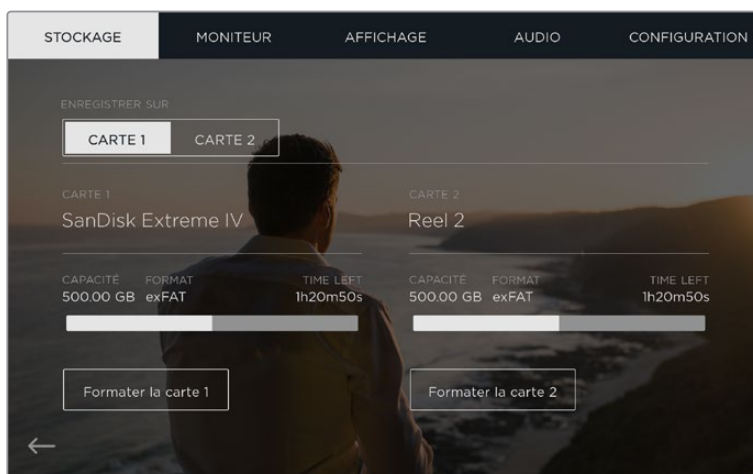 STOCKAGE MONITEUR AFFICHAGE AUDIO CONFIGURATION
ENREGISTRER SUR
CARTE 1 CARTE 2
CARTE 1 CARTE 2
SanDisk Extreme IV Reel 2
CAPACITÉ FORMAT TIME LEFT CAPACITÉ FORMAT TIME LEFT
500.00 GB exFAT 1h20m50s 500.00 GB exFAT 1h20m50s
Formater la carte 1 Formater la carte 2